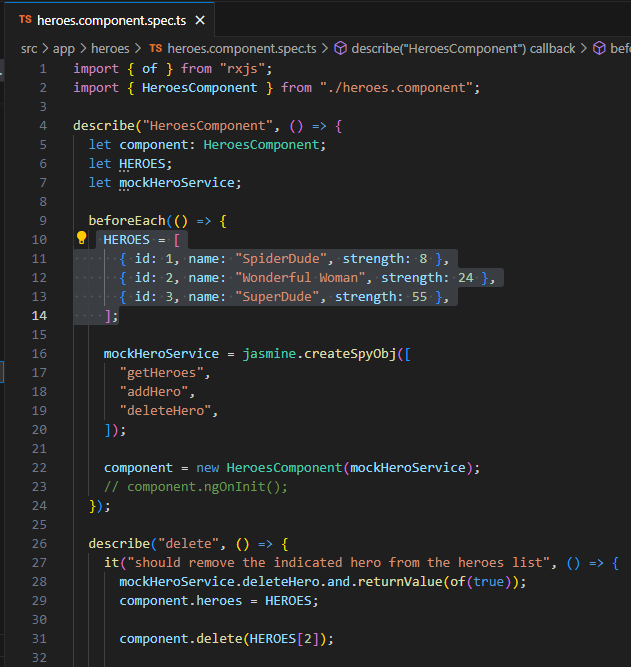 TS heroes.component.spec.ts ×
src > app > heroes > TS heroes.component.spec.ts > describe("HeroesComponent") callback > bef
1 import { of } from "rxjs";
2 import { HeroesComponent } from "./heroes.component";
3
4 describe("HeroesComponent", () => {
5 let component: HeroesComponent;
6 let HEROES;
7 let mockHeroService;
8
9 beforeEach(() => {
10 HEROES = [
11 { id: 1, name: "SpiderDude", strength: 8 },
12 { id: 2, name: "Wonderful Woman", strength: 24 },
13 { id: 3, name: "SuperDude", strength: 55 },
14 ];
15
16 mockHeroService = jasmine.createSpyObj([
17 "getHeroes",
18 "addHero",
19 "deleteHero",
20 ]);
21
22 component = new HeroesComponent(mockHeroService);
23 // component.ngOnInit();
24 });
25
26 describe("delete", () => {
27 it("should remove the indicated hero from the heroes list", () => {
28 mockHeroService.deleteHero.and.returnValue(of(true));
29 component.heroes = HEROES;
30
31 component.delete(HEROES[2]);
32